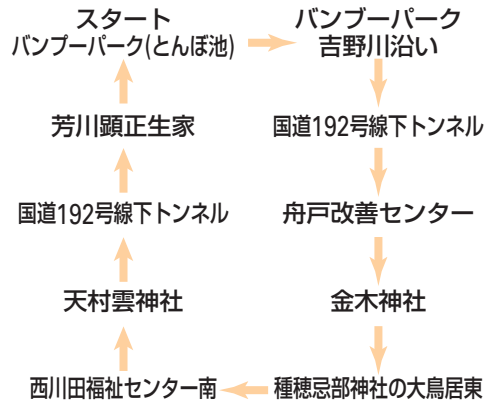 スタート
バンブーパーク(とんぼ池)
バンブーパーク
吉野川沿い
国道192号線下トンネル
舟戸改善センター
金木神社
種穂忌部神社の大鳥居東
西川田福祉センター南
天村雲神社
国道192号線下トンネル
芳川顕正生家